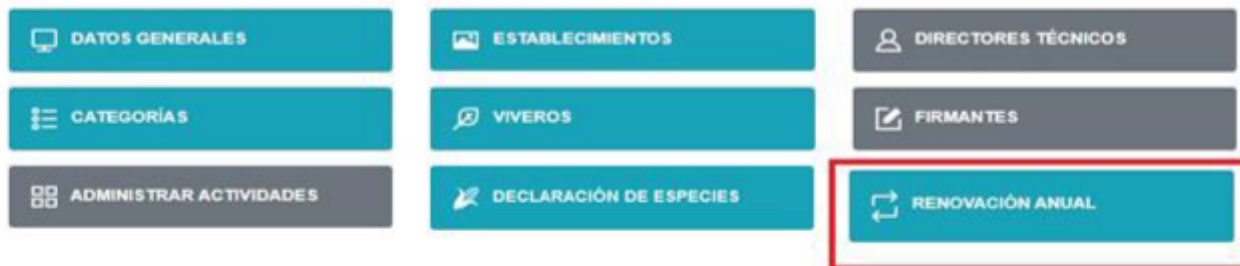 DATOS GENERALES
ESTABLECIMIENTOS
DIRECTORES TÉCNICOS
CATEGORÍAS
VIVEROS
FIRMANTES
ADMINISTRAR ACTIVIDADES
DECLARACIÓN DE ESPECIES
RENOVACIÓN ANUAL